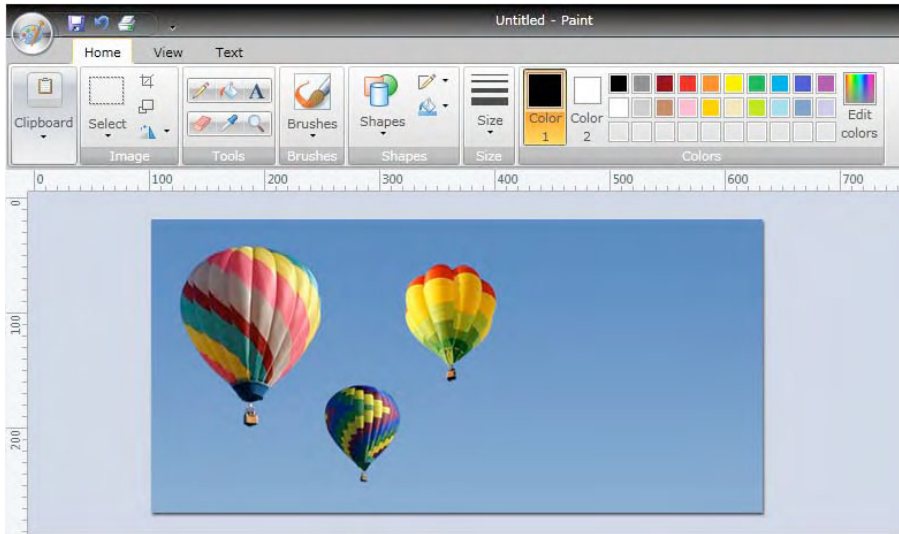 Untitled - Paint
Home View Text
Clipboard
Select
Image
A
Tools
Brushes
Brushes
Shapes
Shapes
Size
Size
Color 1
Color 2
Edit colors
Colors
0 100 200 300 400 500 600 700
0
100
200